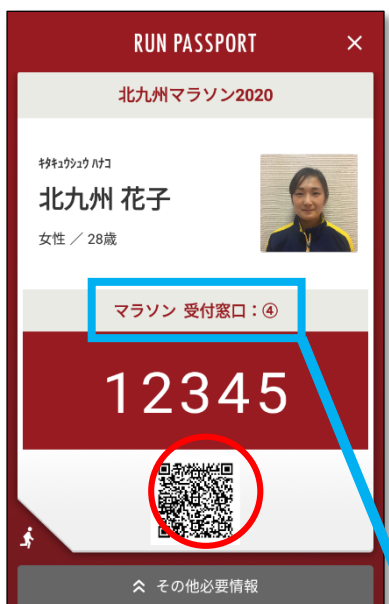 RUN PASSPORT ×
北九州マラソン2020
ｷﾀｷｭｳｼｭｳ ﾊﾅｺ
北九州 花子
女性 ／ 28歳
マラソン 受付窓口：④
12345
その他必要情報